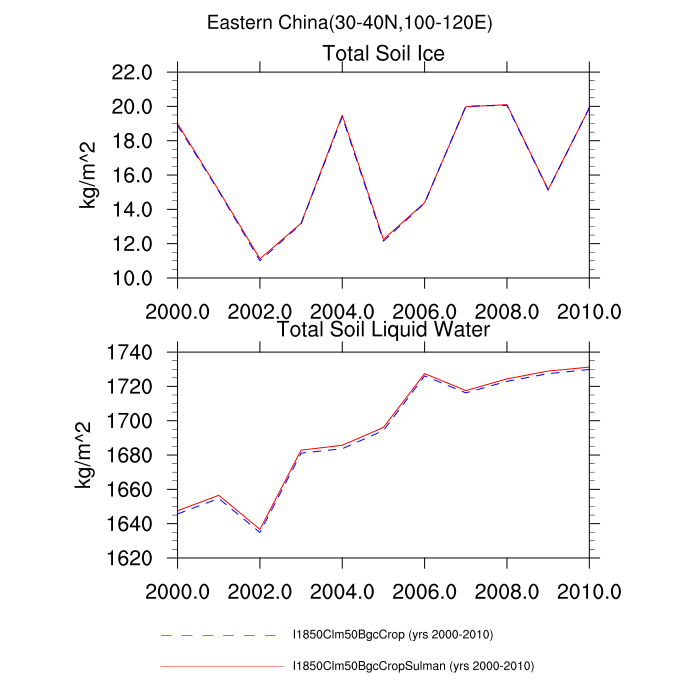 Eastern China(30-40N,100-120E)
Total Soil Ice
22.0
20.0
18.0
16.0
14.0
12.0
10.0
kg/m^2
2000.0 2002.0 2004.0 2006.0 2008.0 2010.0
Total Soil Liquid Water
1740
1720
1700
1680
1660
1640
1620
kg/m^2
2000.0 2002.0 2004.0 2006.0 2008.0 2010.0
I1850Clm50BgcCrop (yrs 2000-2010)
I1850Clm50BgcCropSulman (yrs 2000-2010)